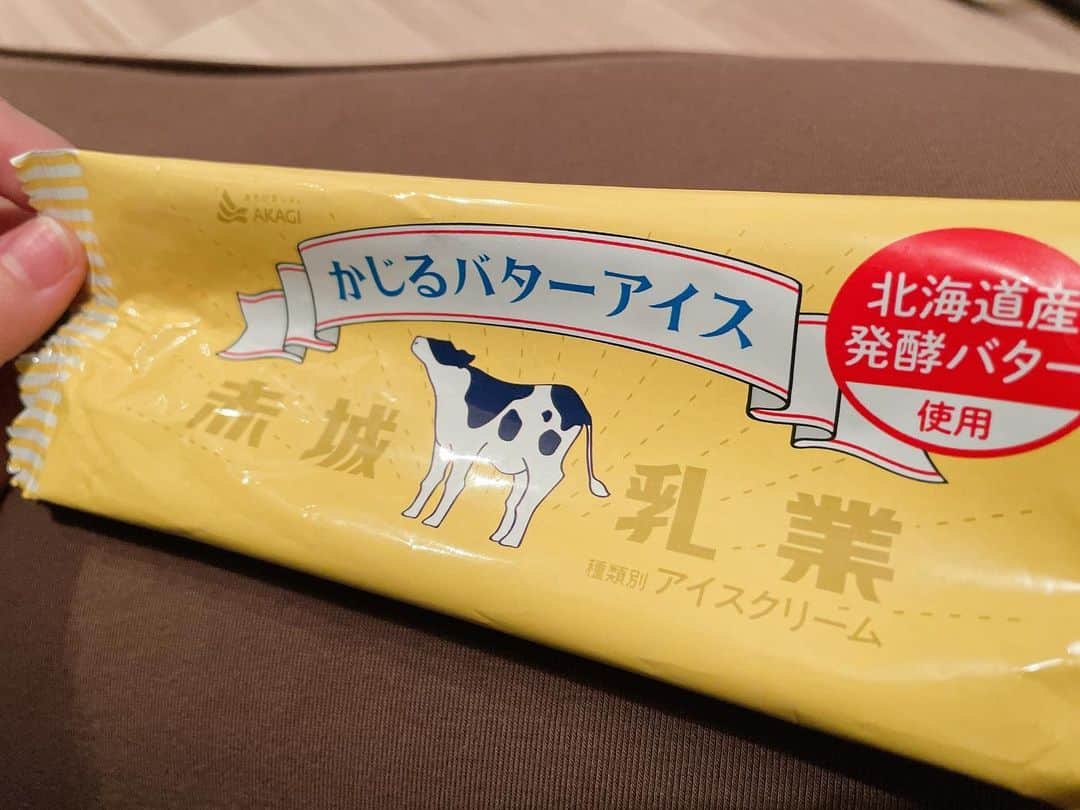 AKAGI
かじるバターアイス
北海道産
発酵バター
使用
赤城乳業
種類別 アイスクリーム